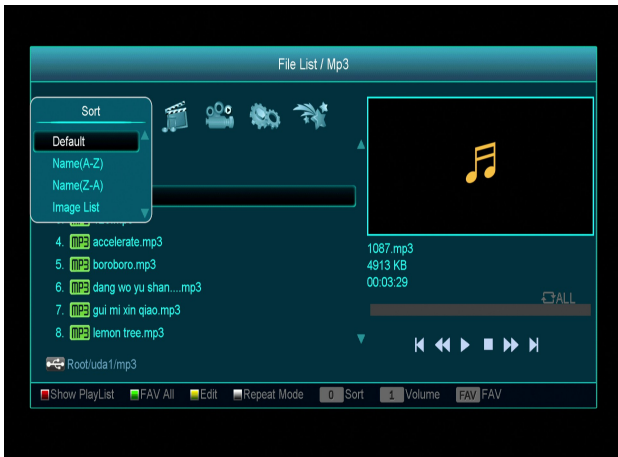 File List / Mp3
Sort
Default
Name(A-Z)
Name(Z-A)
Image List
4. MP3 accelerate.mp3
5. MP3 boroboro.mp3
6. MP3 dang wo yu shan....mp3
7. MP3 gui mi xin qiao.mp3
8. MP3 lemon tree.mp3
Root/uda1/mp3
1087.mp3
4913 KB
00:03:29
ALL
Show PlayList FAV All Edit Repeat Mode 0 Sort 1 Volume FAV FAV